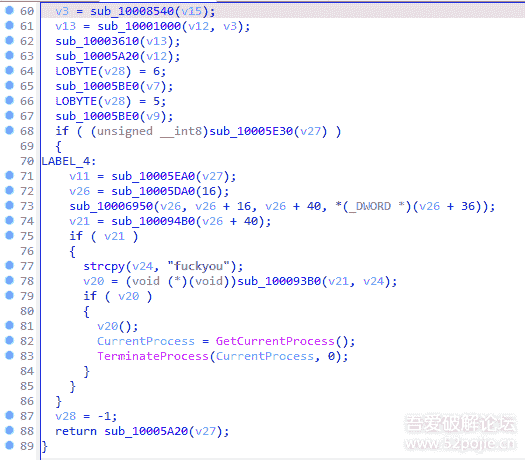 60 v3 = sub_10008540(v15);
61 v13 = sub_10001000(v12, v3);
62 sub_10003610(v13);
63 sub_10005A20(v12);
64 LOBYTE(v28) = 6;
65 sub_10005BE0(v7);
66 LOBYTE(v28) = 5;
67 sub_10005BE0(v9);
68 if ( (unsigned __int8)sub_10005E30(v27) )
69 {
70 LABEL_4:
71 v11 = sub_10005EA0(v27);
72 v26 = sub_10005DA0(16);
73 sub_10006950(v26, v26 + 16, v26 + 40, *(_DWORD *)(v26 + 36));
74 v21 = sub_100094B0(v26 + 40);
75 if ( v21 )
76 {
77 strcpy(v24, "fuckyou");
78 v20 = (void (*)(void))sub_100093B0(v21, v24);
79 if ( v20 )
80 {
81 v20();
82 CurrentProcess = GetCurrentProcess();
83 TerminateProcess(CurrentProcess, 0);
84 }
85 }
86 }
87 v28 = -1;
88 return sub_10005A20(v27);
89 }
吾爱破解论坛
www.52pojie.cn